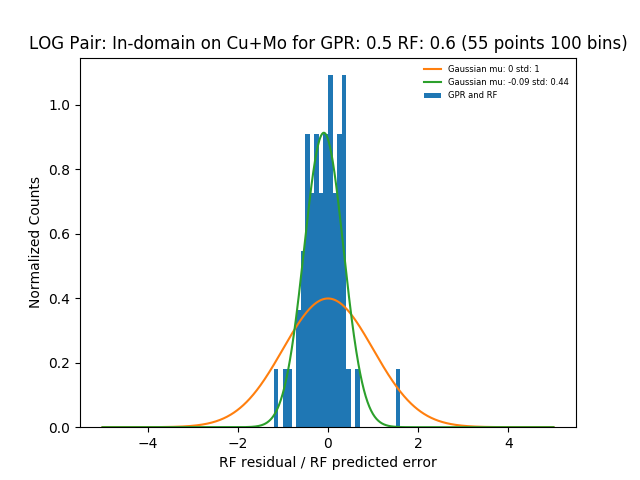 LOG Pair: In-domain on Cu+Mo for GPR: 0.5 RF: 0.6 (55 points 100 bins)
Gaussian mu: 0 std: 1
Gaussian mu: -0.09 std: 0.44
GPR and RF
Normalized Counts
1.0
0.8
0.6
0.4
0.2
0.0
−4
−2
0
2
4
RF residual / RF predicted error